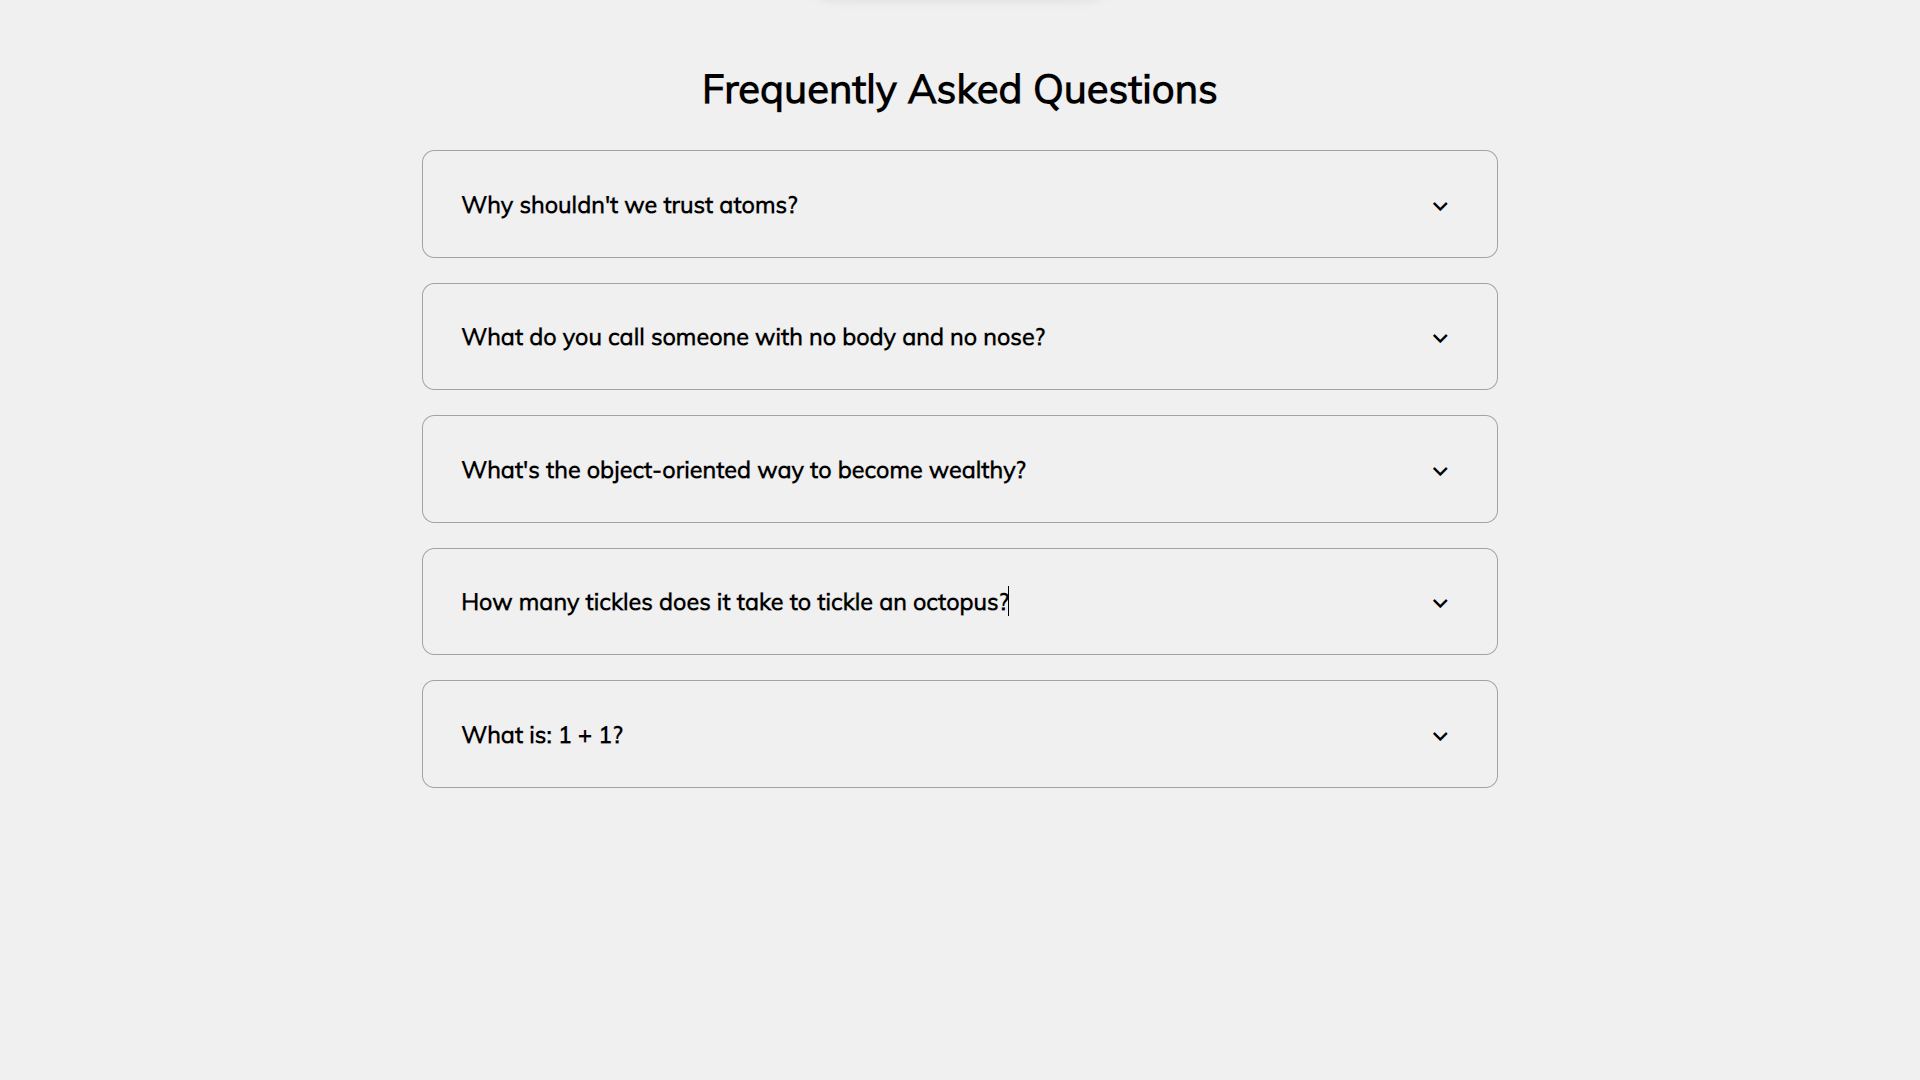 Frequently Asked Questions
Why shouldn't we trust atoms?
What do you call someone with no body and no nose?
What's the object-oriented way to become wealthy?
How many tickles does it take to tickle an octopus?
What is: 1 + 1?